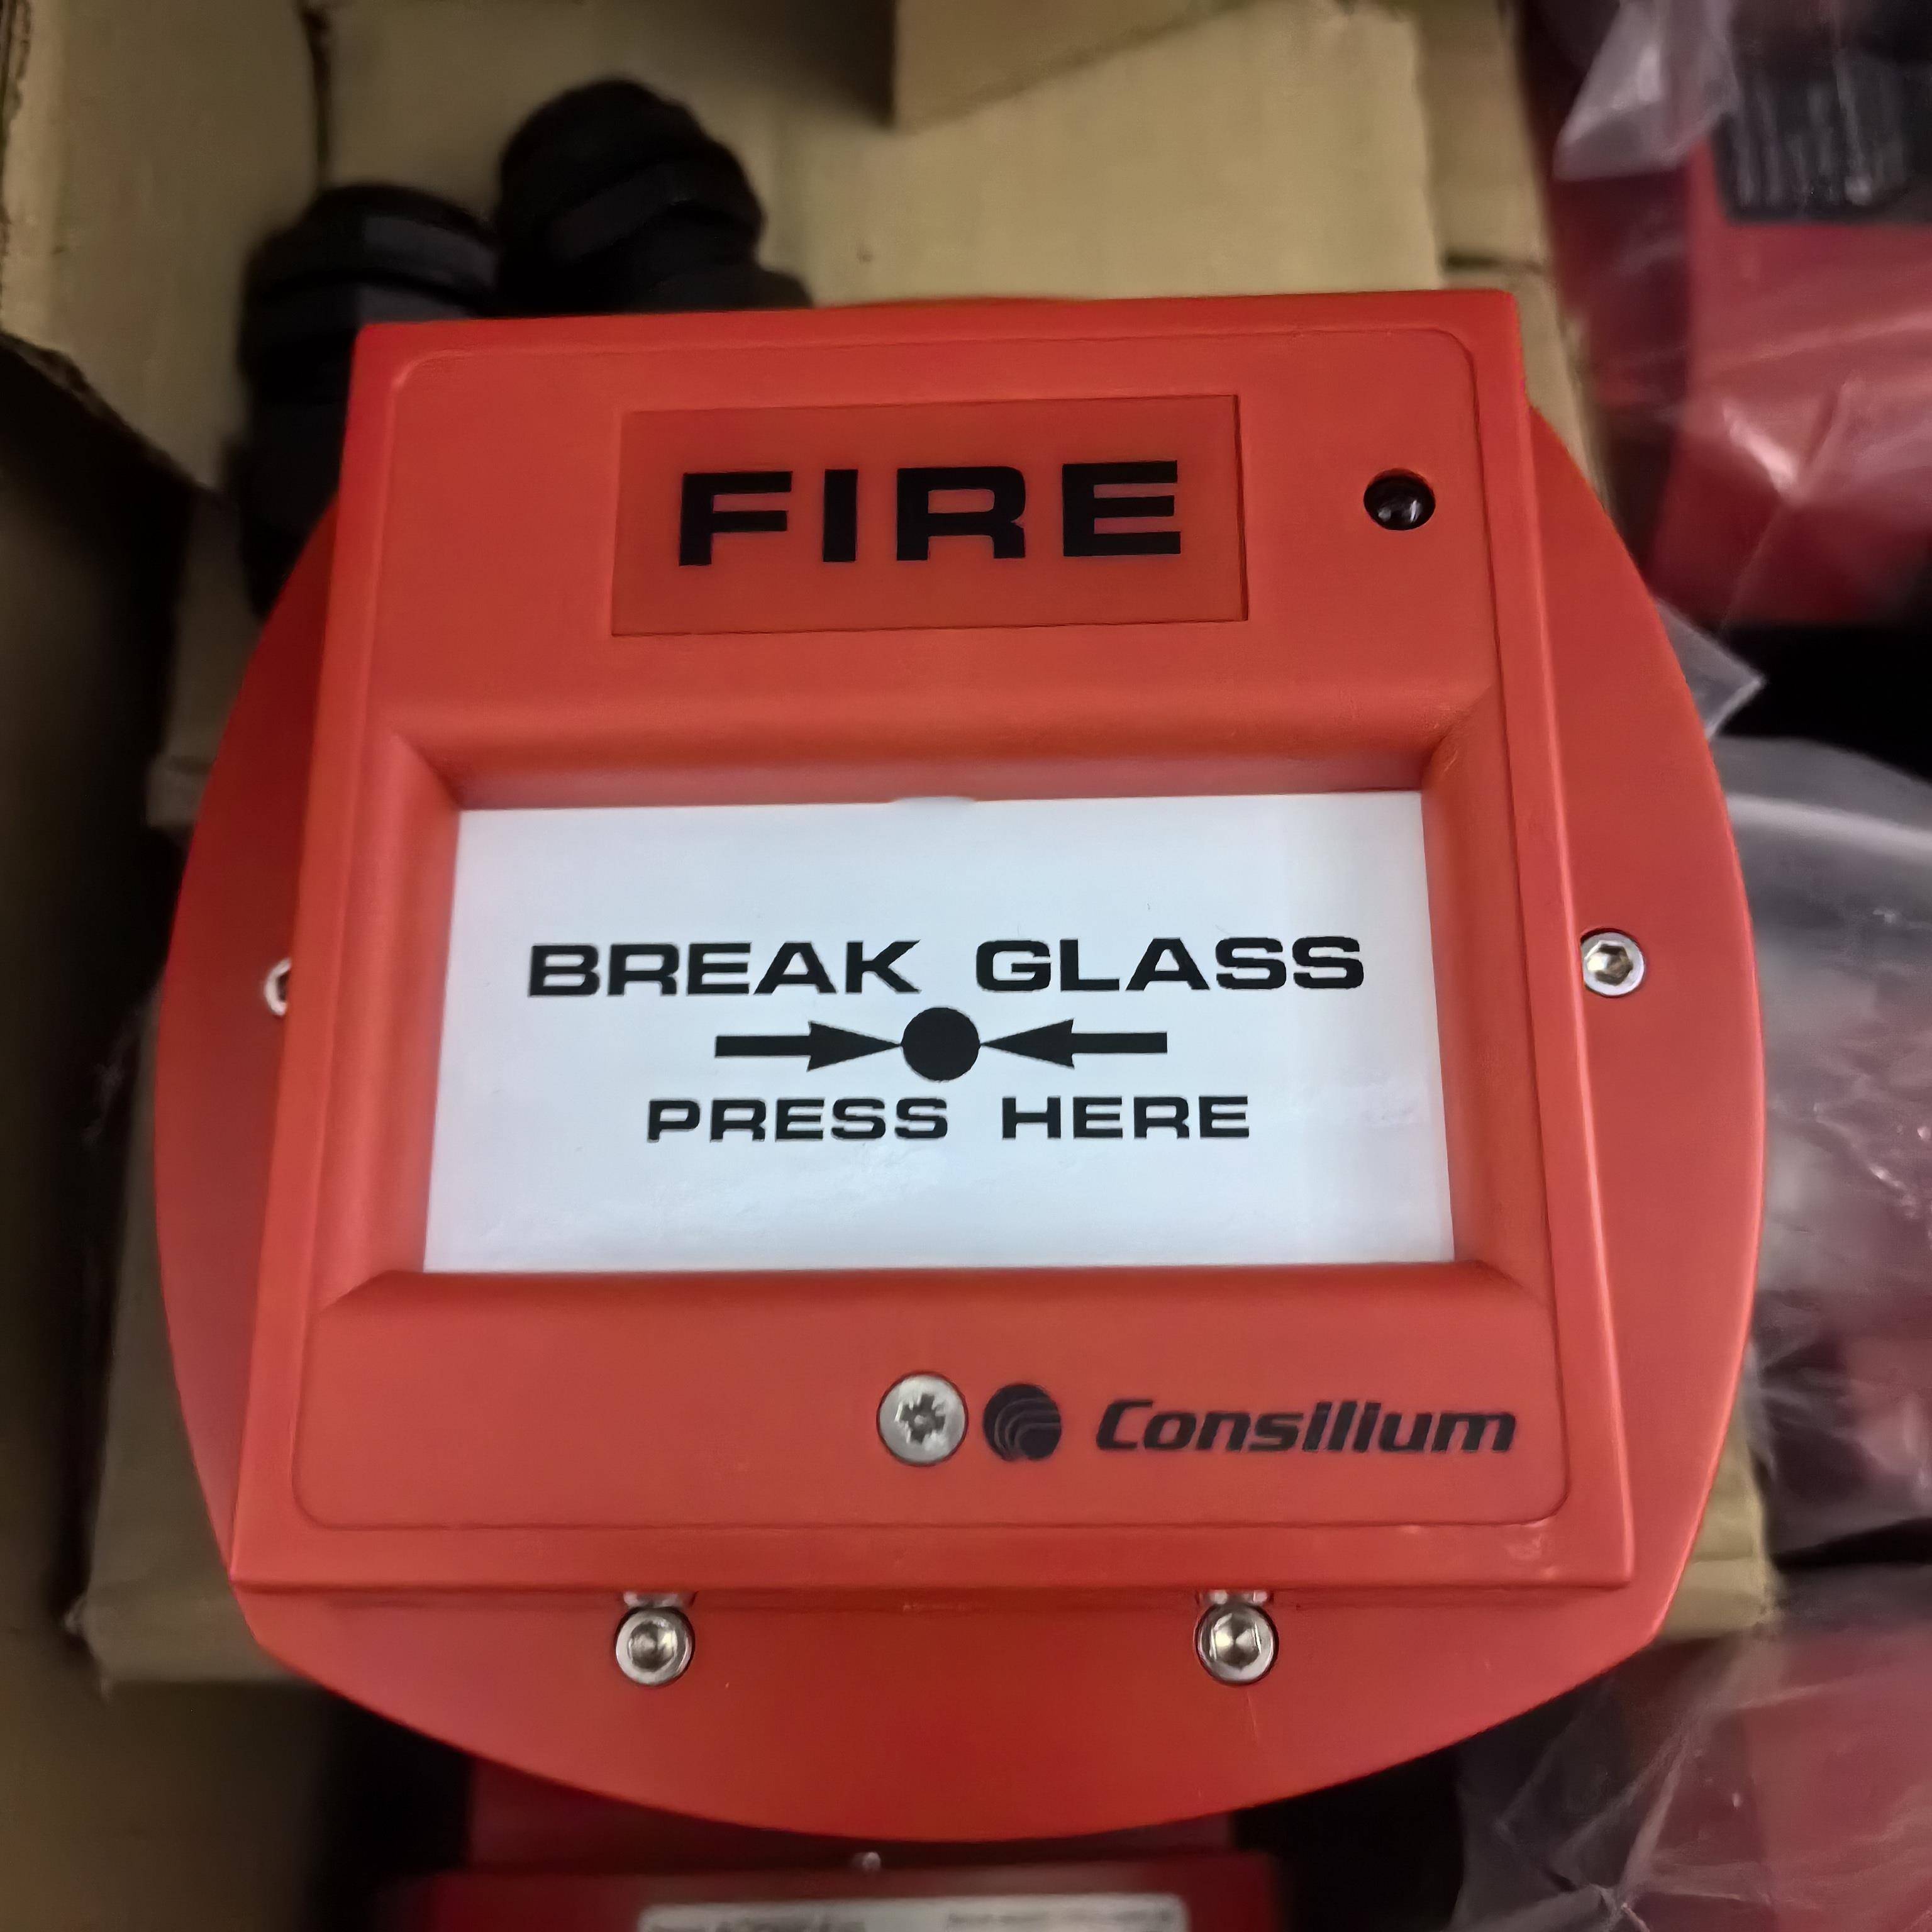 FIRE
BREAK GLASS
PRESS HERE
Consilium